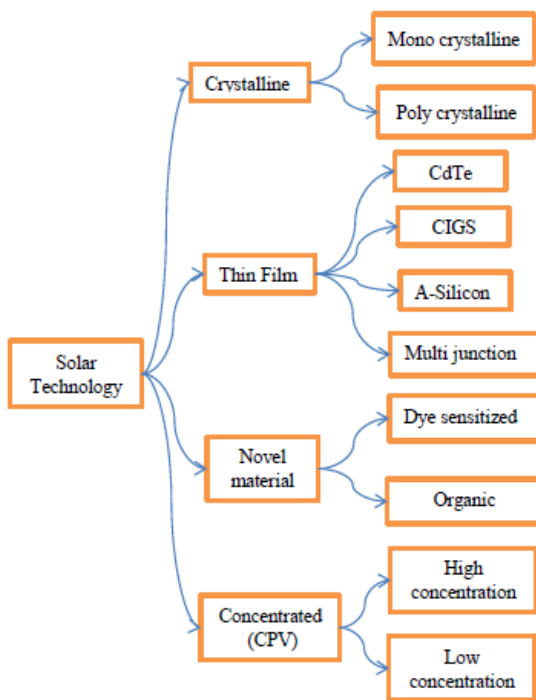 Solar
Technology
Crystalline
Mono crystalline
Poly crystalline
Thin Film
CdTe
CIGS
A-Silicon
Multi junction
Novel
material
Dye sensitized
Organic
Concentrated
(CPV)
High
concentration
Low
concentration